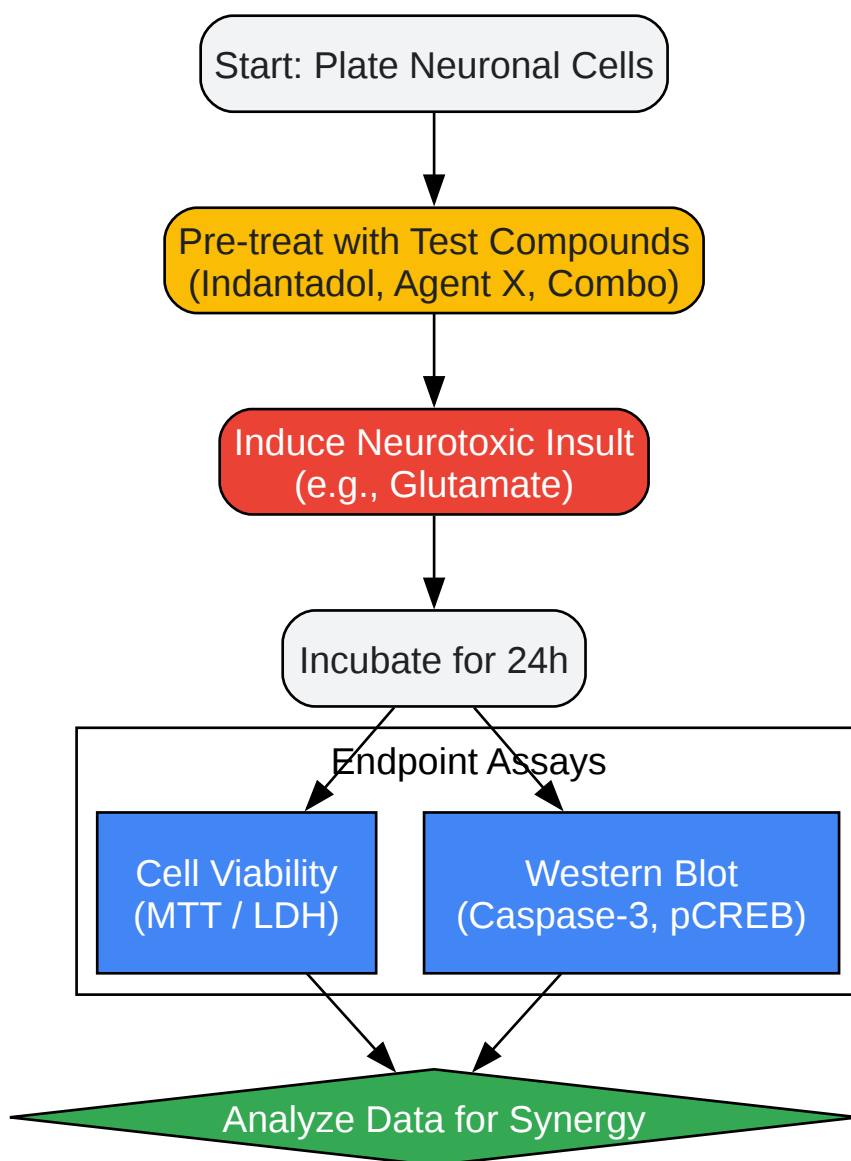 Start: Plate Neuronal Cells
Pre-treat with Test Compounds
(Indantadol, Agent X, Combo)
Induce Neurotoxic Insult
(e.g., Glutamate)
Incubate for 24h
Endpoint Assays
Cell Viability
(MTT / LDH)
Western Blot
(Caspase-3, pCREB)
Analyze Data for Synergy